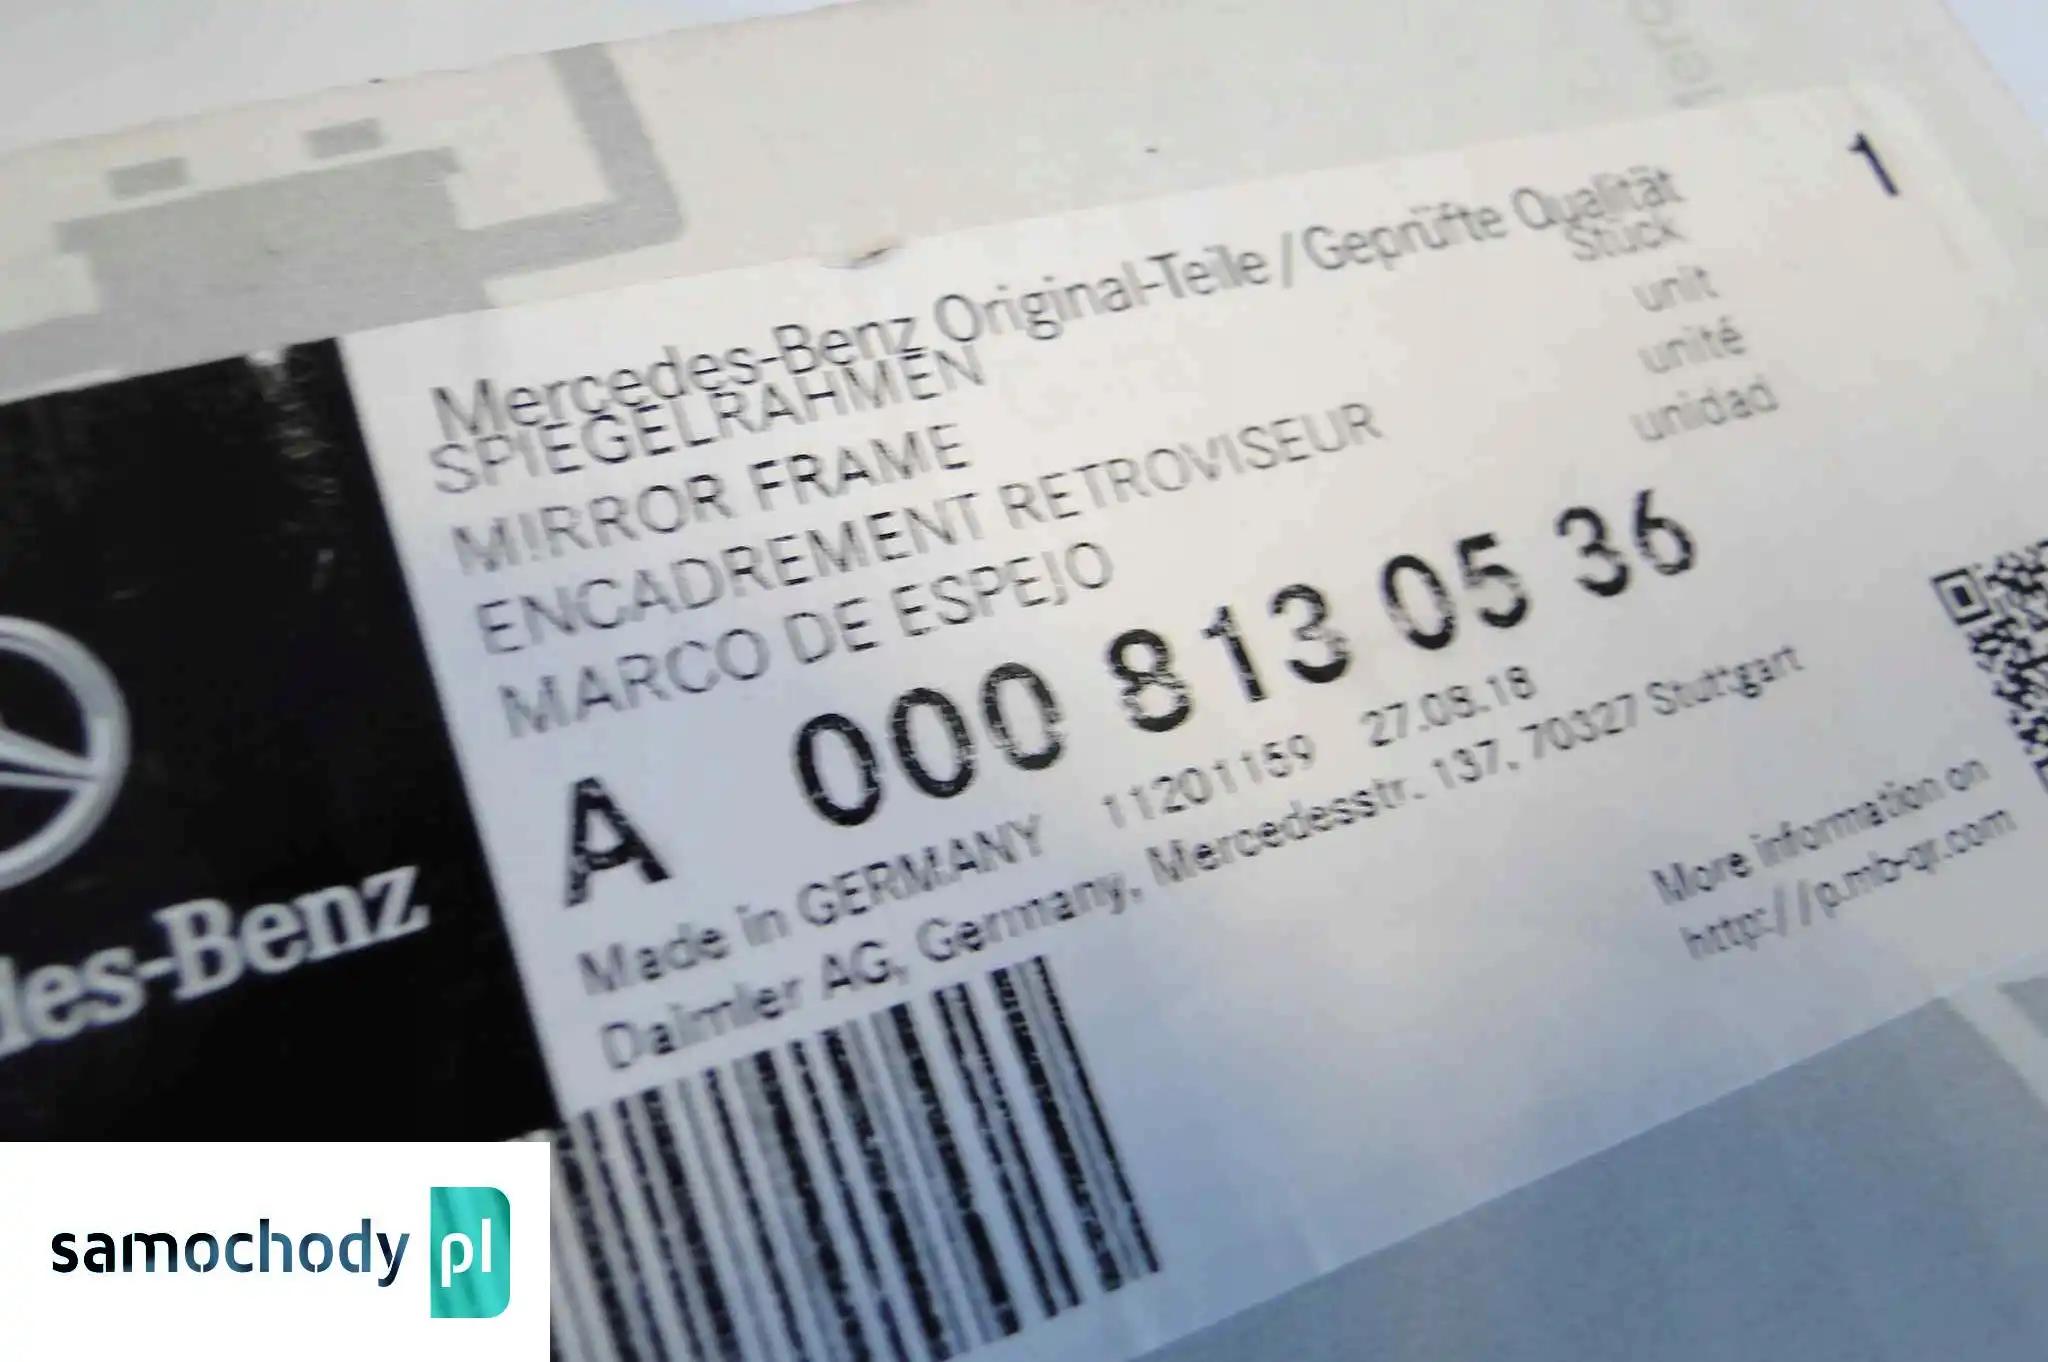 Mercedes-Benz Original-Teile / Geprüfte Qualität
1
SPIEGELRAHMEN
Stück
MIRROR FRAME
unit
ENCADREMENT RETROVISEUR
unité
MARCO DE ESPEJO
unidad
A 000 813 05 36
Made in GERMANY 11201159 27.08.18
Daimler AG, Germany, Mercedesstr. 137, 70327 Stuttgart
More information on
http://p.mb-qr.com
des-Benz
samochody pl